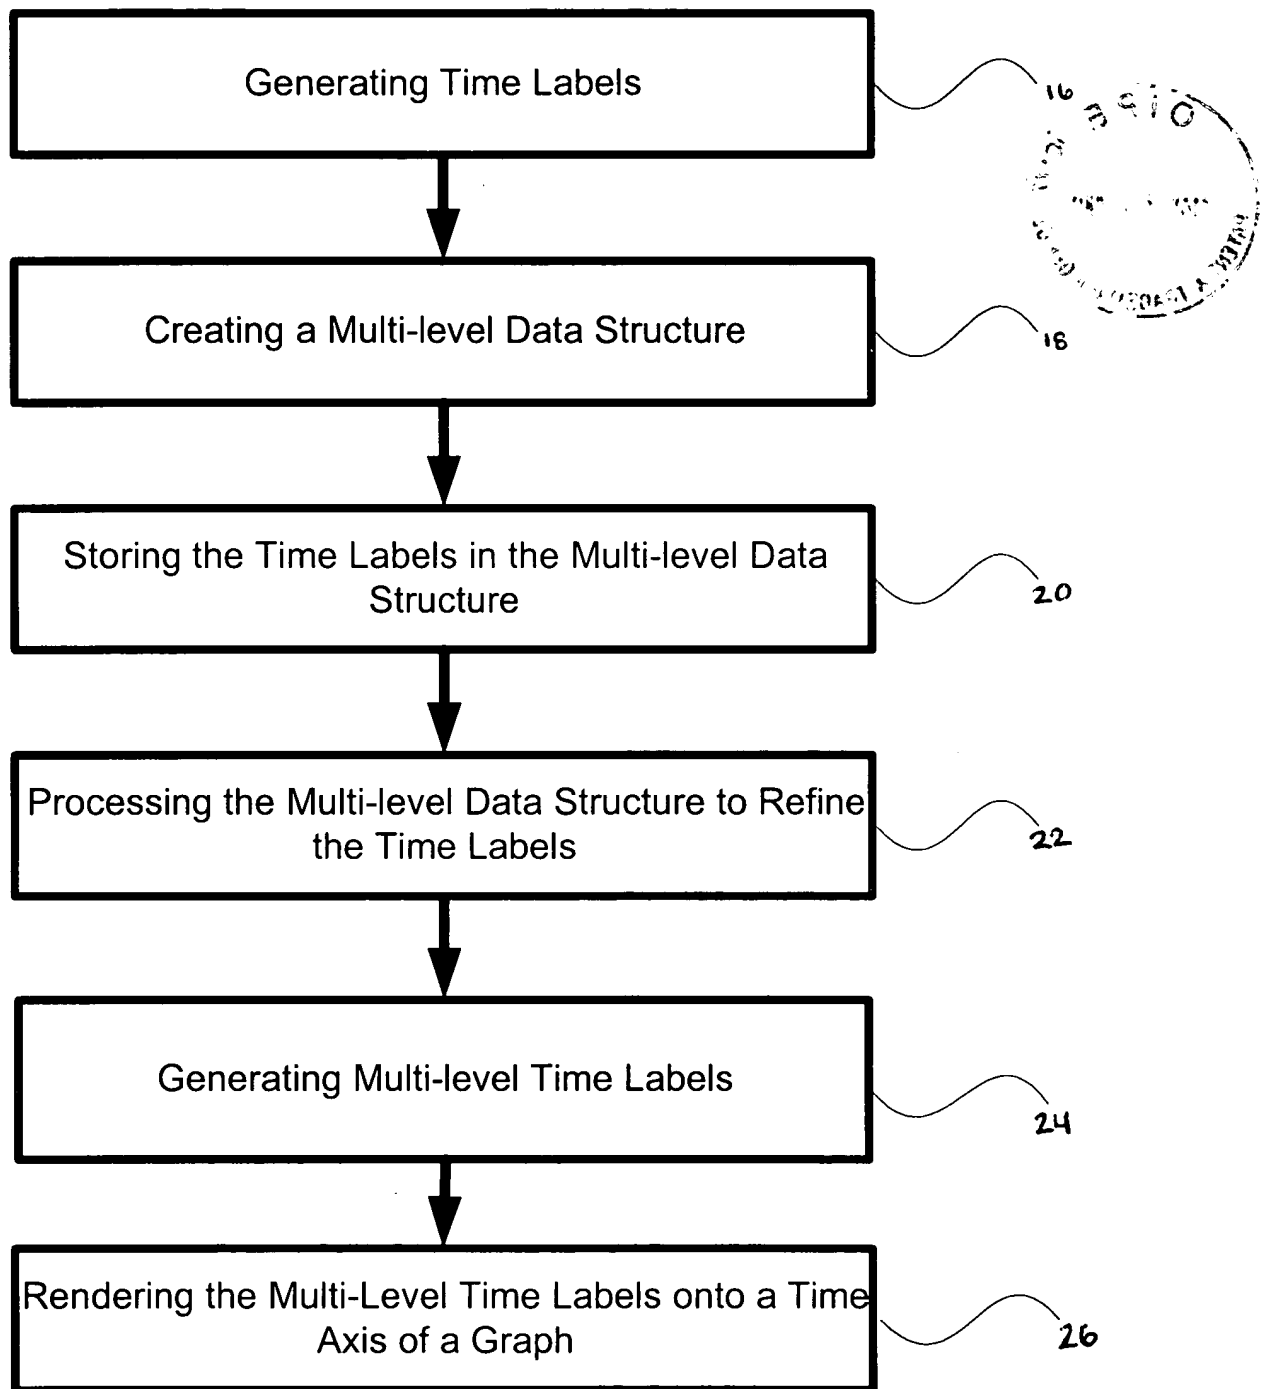 Generating Time Labels
16
OIPE
Creating a Multi-level Data Structure
18
Storing the Time Labels in the Multi-level Data
Structure
20
Processing the Multi-level Data Structure to Refine
the Time Labels
22
Generating Multi-level Time Labels
24
Rendering the Multi-Level Time Labels onto a Time
Axis of a Graph
26